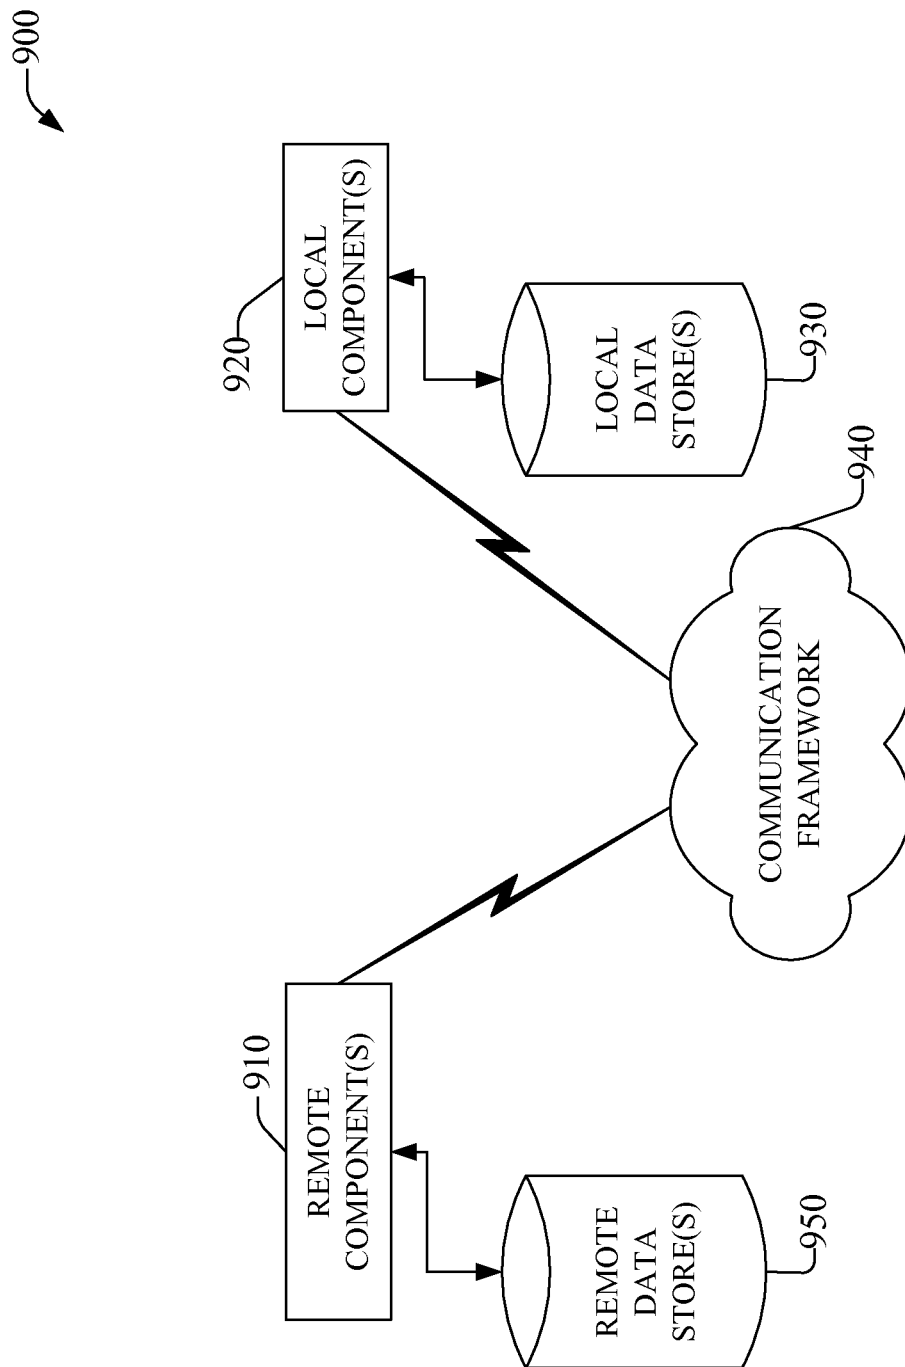 900
910
REMOTE
COMPONENT(S)
920
LOCAL
COMPONENT(S)
REMOTE
DATA
STORE(S)
950
COMMUNICATION
FRAMEWORK
940
LOCAL
DATA
STORE(S)
930